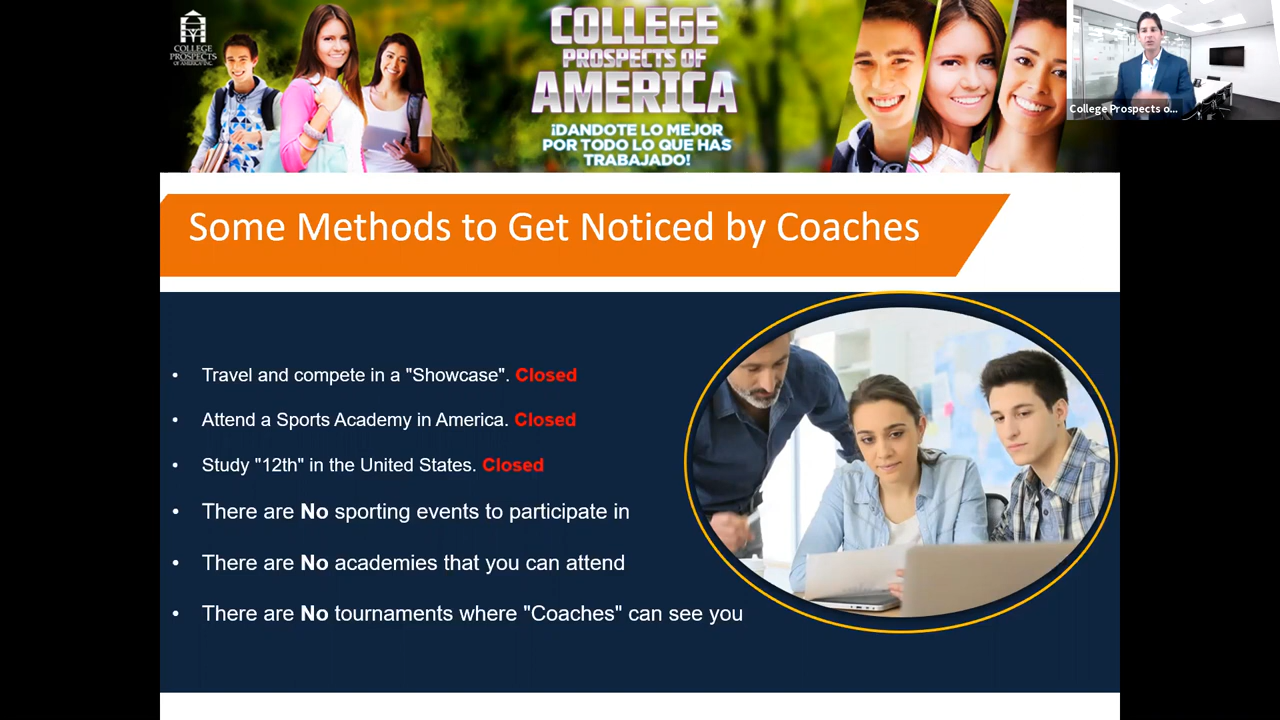 COLLEGE
PROSPECTS
OF AMERICA INC.
COLLEGE
PROSPECTS OF
AMERICA
¡DANDOTE LO MEJOR
POR TODO LO QUE HAS
TRABAJADO!
College Prospects o...
Some Methods to Get Noticed by Coaches
• Travel and compete in a "Showcase". Closed
• Attend a Sports Academy in America. Closed
• Study "12th" in the United States. Closed
• There are No sporting events to participate in
• There are No academies that you can attend
• There are No tournaments where "Coaches" can see you